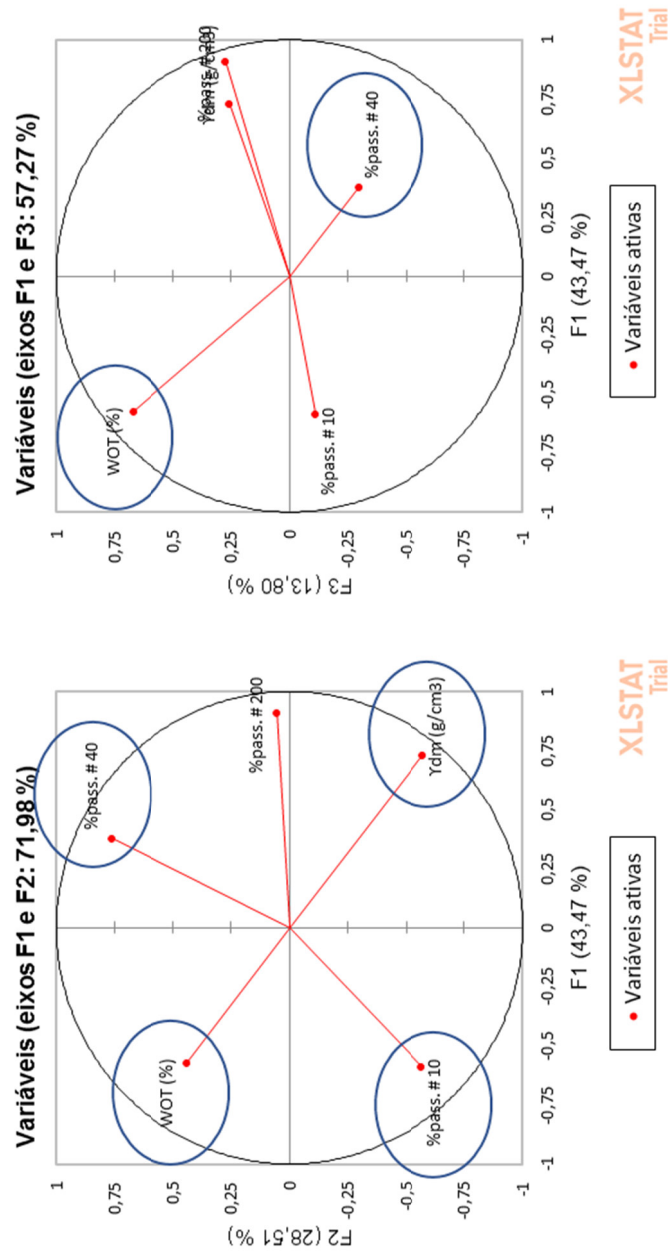 Variáveis (eixos F1 e F2: 71,98 %)
F2 (28,51 %)
1
0,75
0,5
0,25
0
-0,25
-0,5
-0,75
-1
WOT (%)
%pass. # 40
%pass. # 200
%pass. # 10
Ydm (g/cm3)
-1
-0,75
-0,5
-0,25
0
0,25
0,5
0,75
1
F1 (43,47 %)
Variáveis ativas
XLSTAT
Trial
Variáveis (eixos F1 e F3: 57,27 %)
F3 (13,80 %)
1
0,75
0,5
0,25
0
-0,25
-0,5
-0,75
-1
WOT (%)
%pass. # 200
Ydm (g/cm3)
%pass. # 40
%pass. # 10
-1
-0,75
-0,5
-0,25
0
0,25
0,5
0,75
1
F1 (43,47 %)
Variáveis ativas
XLSTAT
Trial